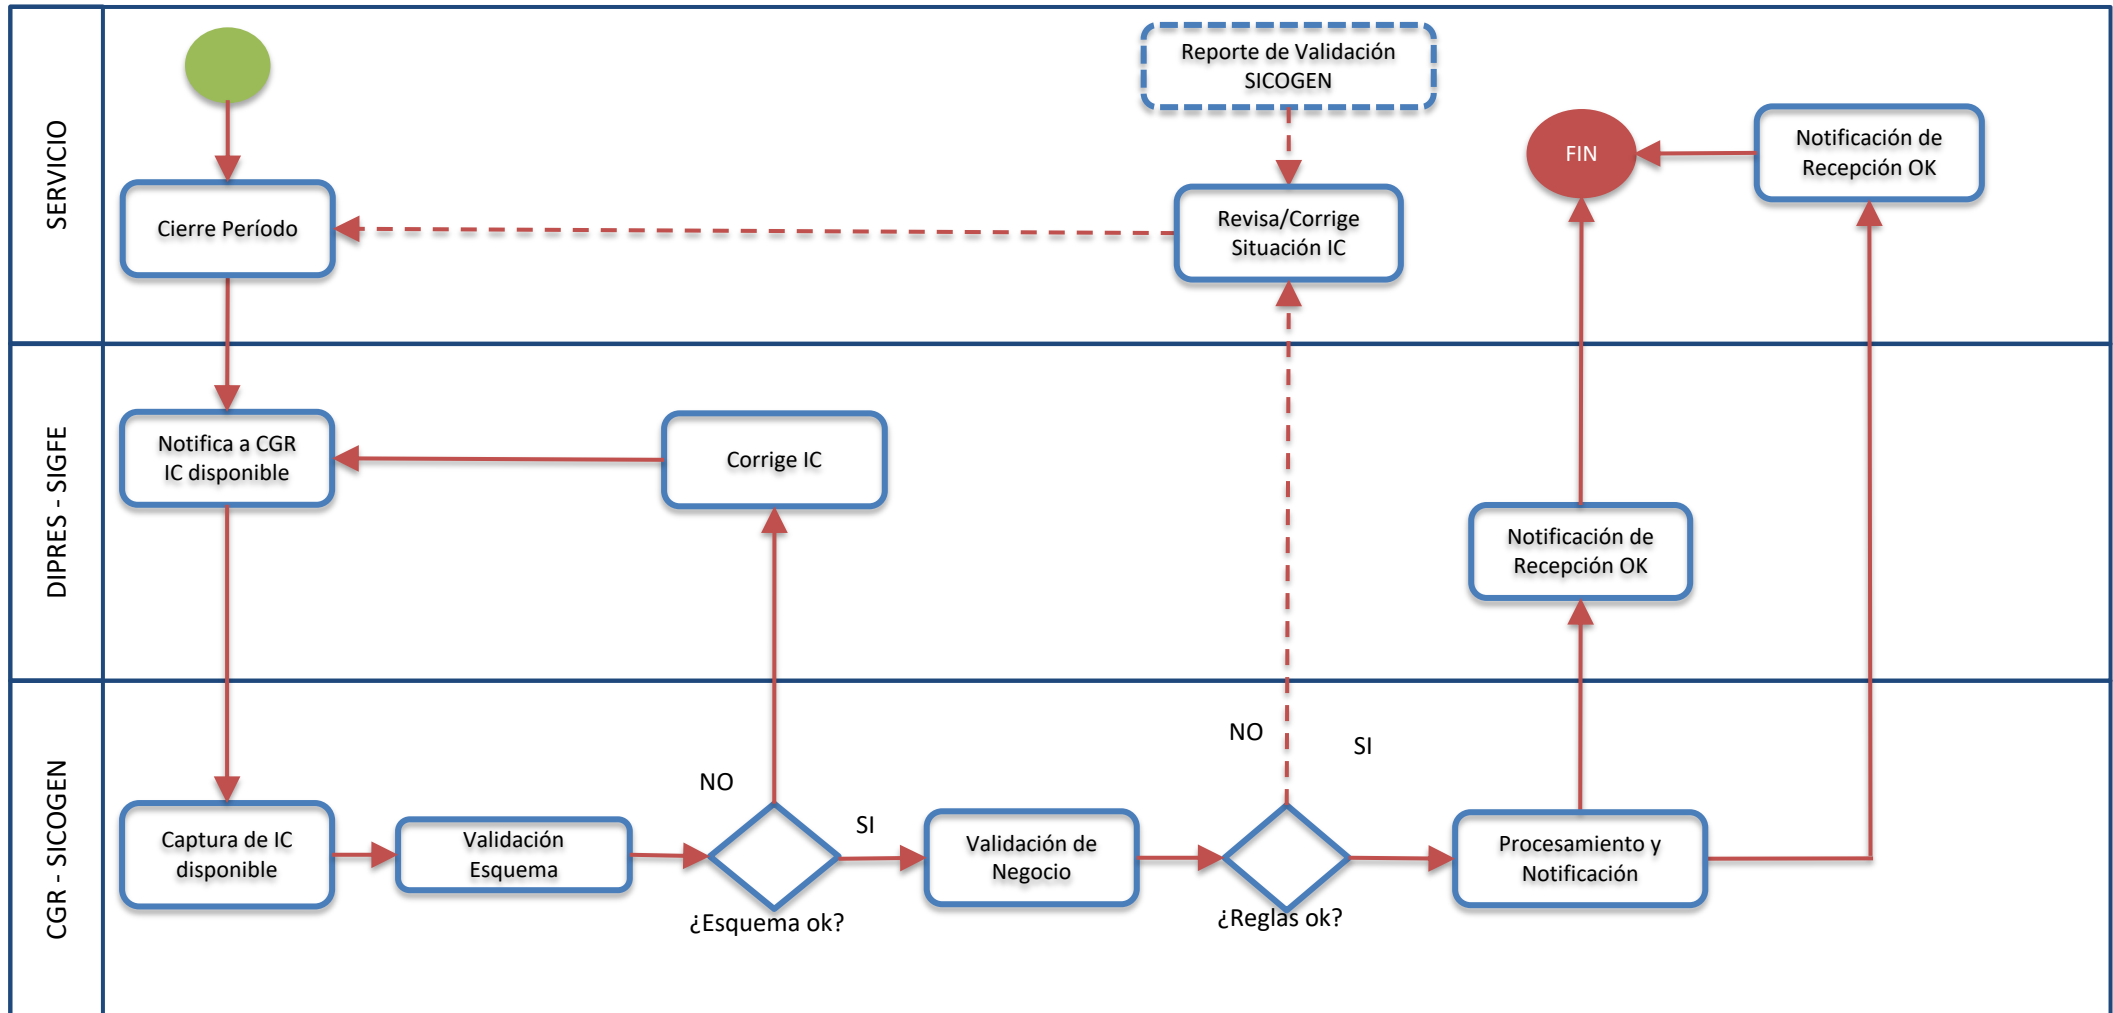 SERVICIO
Reporte de Validación
SICOGEN
FIN
Notificación de
Recepción OK
Cierre Período
Revisa/Corrige
Situación IC
DIPRES - SIGFE
Notifica a CGR
IC disponible
Corrige IC
Notificación de
Recepción OK
CGR - SICOGEN
NO
SI
NO
SI
Captura de IC
disponible
Validación
Esquema
Validación de
Negocio
Procesamiento y
Notificación
¿Esquema ok?
¿Reglas ok?